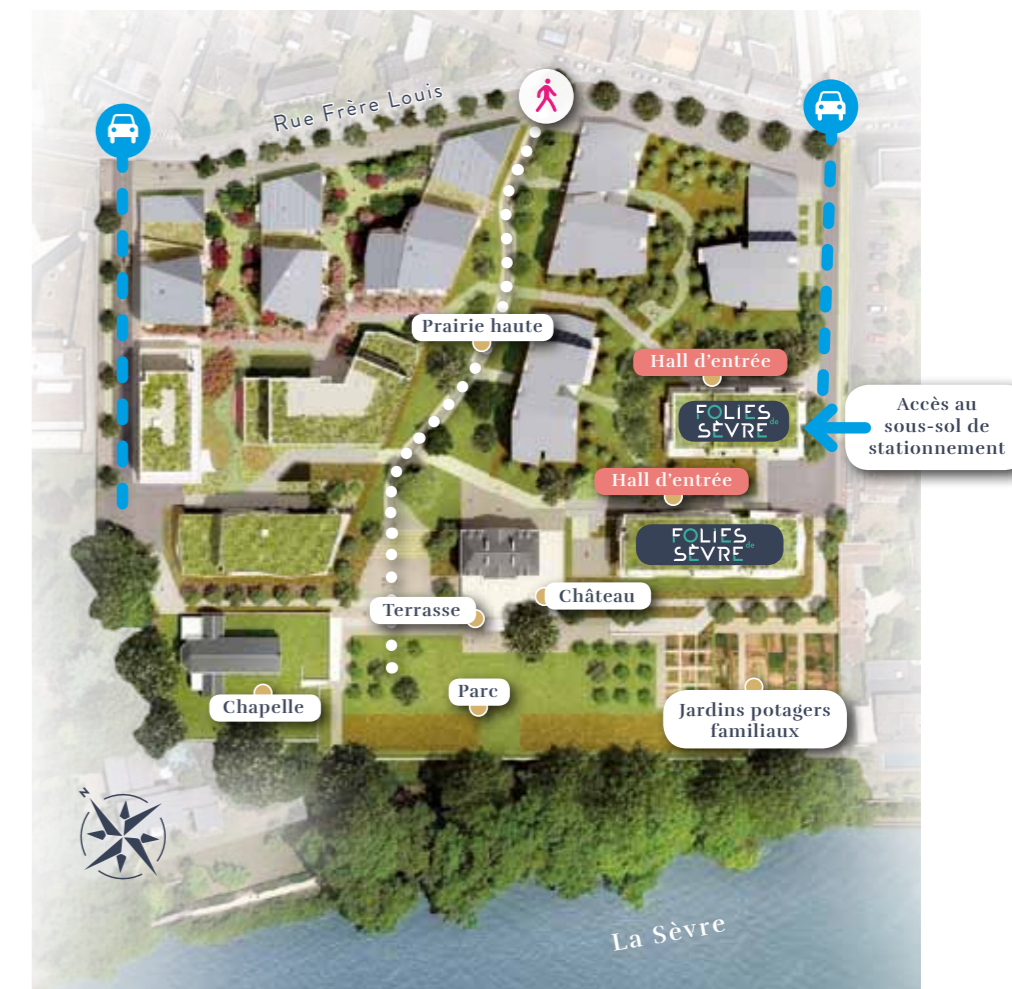 Rue Frère Louis
Prairie haute
Hall d'entrée
FOLIES
de
SÈVRE
Accès au
sous-sol de
stationnement
Hall d'entrée
FOLIES
de
SÈVRE
Château
Terrasse
Parc
Chapelle
Jardins potagers
familiaux
N
La Sèvre